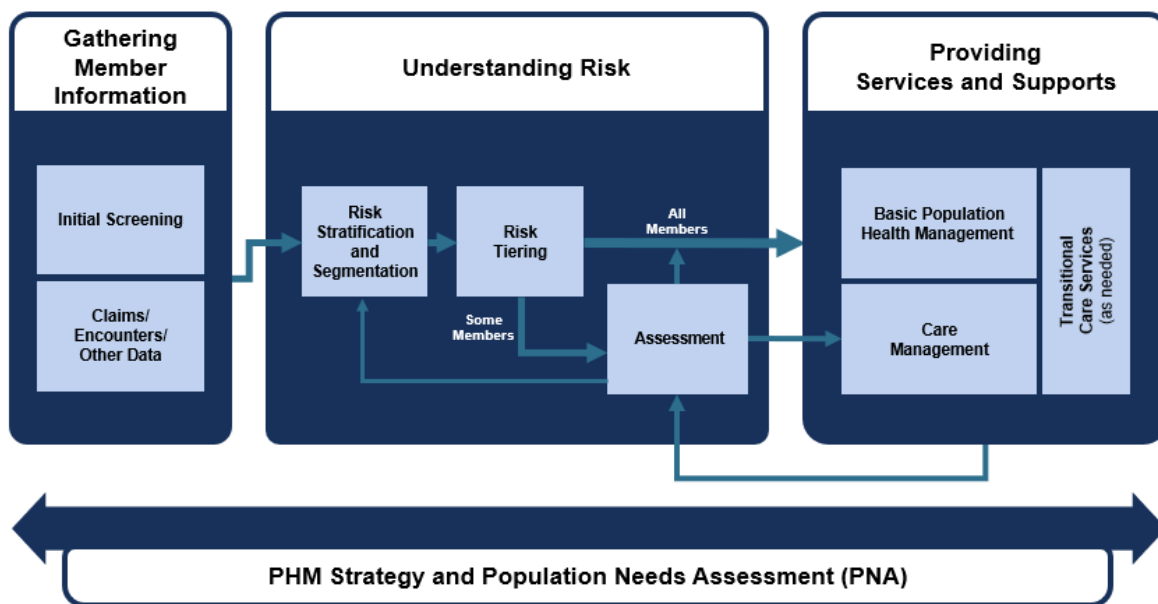 Gathering
Member
Information
Understanding Risk
Providing
Services and Supports
Initial Screening
Claims/
Encounters/
Other Data
Risk
Stratification
and
Segmentation
Risk
Tiering
All
Members
Some
Members
Assessment
Basic Population
Health Management
Care
Management
Transitional
Care Services
(as needed)
PHM Strategy and Population Needs Assessment (PNA)